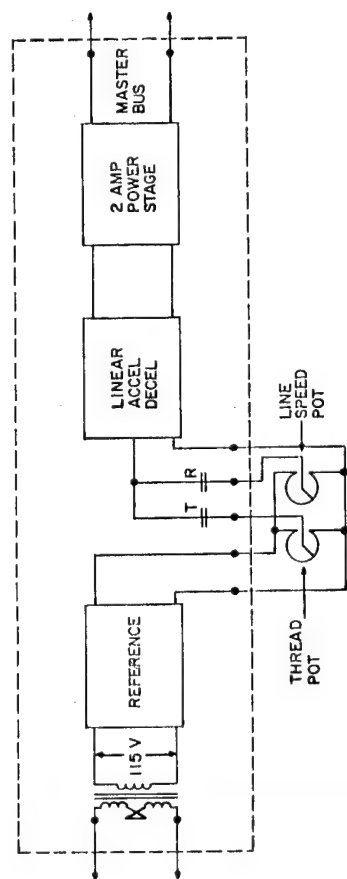 115 V
REFERENCE
THREAD
POT
T
R
LINE
SPEED
POT
LINEAR
ACCEL
DECEL
2 AMP
POWER
STAGE
MASTER
BUS